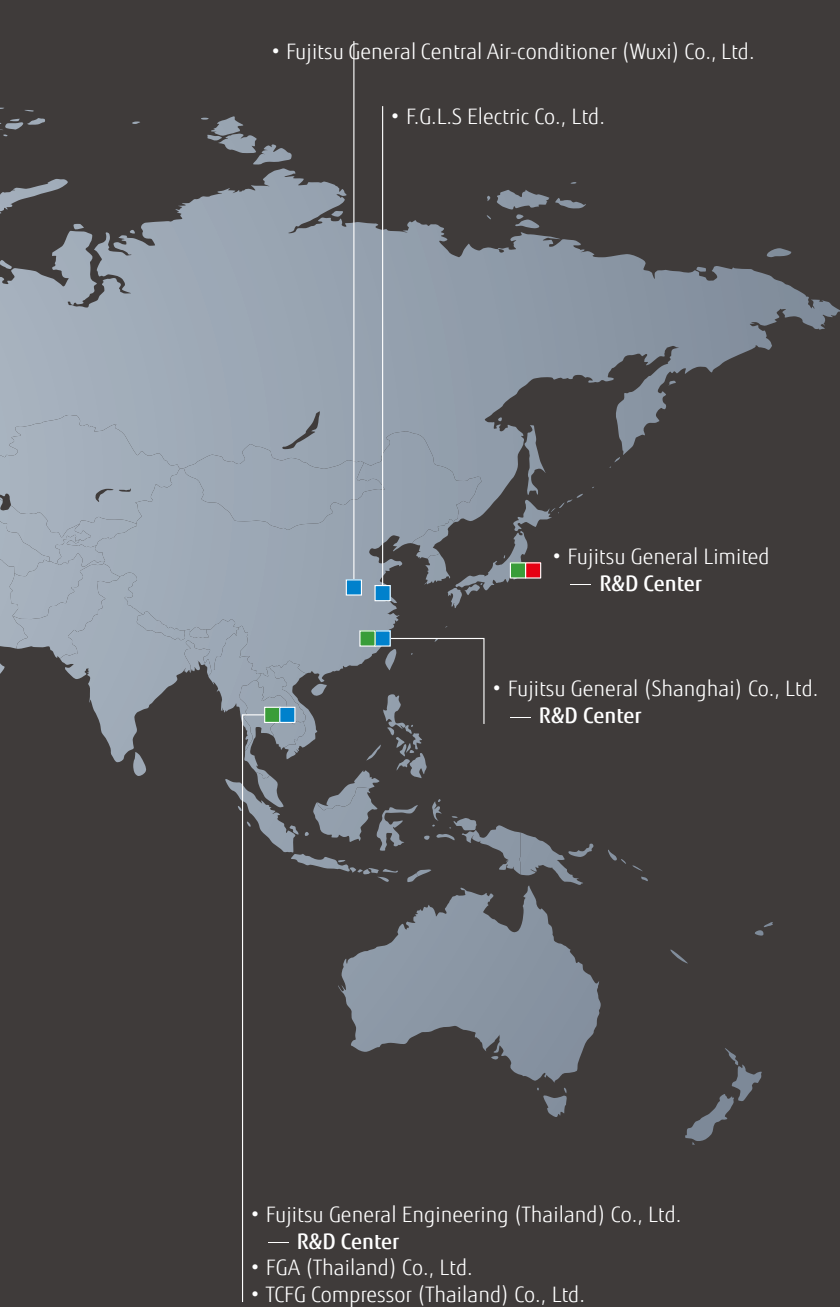 • Fujitsu General Central Air-conditioner (Wuxi) Co., Ltd.
• F.G.L.S Electric Co., Ltd.
• Fujitsu General Limited
— R&D Center
• Fujitsu General (Shanghai) Co., Ltd.
— R&D Center
• Fujitsu General Engineering (Thailand) Co., Ltd.
— R&D Center
• FGA (Thailand) Co., Ltd.
• TCFG Compressor (Thailand) Co., Ltd.